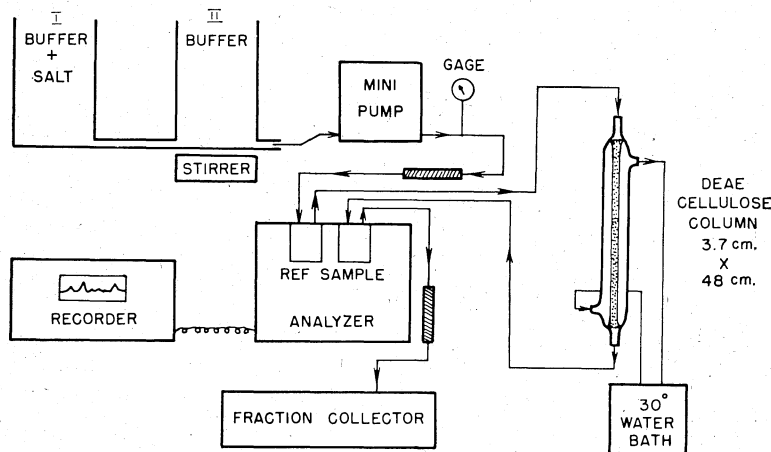 I
BUFFER
+
SALT
II
BUFFER
STIRRER
MINI
PUMP
GAGE
REF SAMPLE
ANALYZER
RECORDER
FRACTION COLLECTOR
DEAE
CELLULOSE
COLUMN
3.7 cm.
X
48 cm.
30°
WATER
BATH